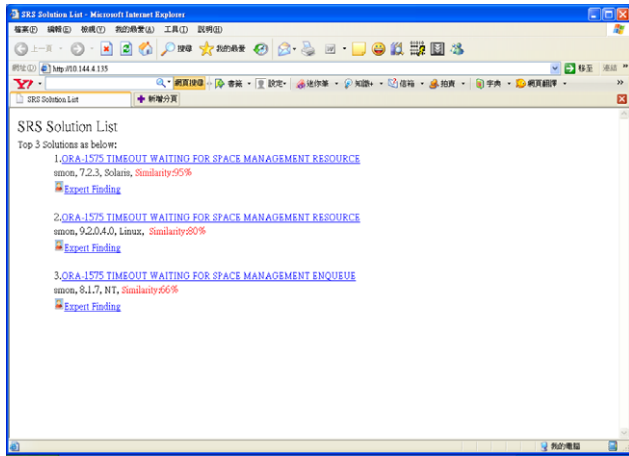 SRS Solution List - Microsoft Internet Explorer
檔案(F) 編輯(E) 檢視(V) 我的最愛(A) 工具(T) 說明(H)
上一頁 搜尋 我的最愛
網址(D) http://10.144.4.135 移至 連結 »
Y7 網頁搜尋 書籤 設定 迷你筆 知識+ 信箱 拍賣 字典 網頁翻譯 »
SRS Solution List 新增分頁
SRS Solution List
Top 3 Solutions as below:
1.ORA-1575 TIMEOUT WAITING FOR SPACE MANAGEMENT RESOURCE
smon, 7.2.3, Solaris, Similarity:95%
Expert Finding
2.ORA-1575 TIMEOUT WAITING FOR SPACE MANAGEMENT RESOURCE
smon, 9.2.0.4.0, Linux, Similarity:80%
Expert Finding
3.ORA-1575 TIMEOUT WAITING FOR SPACE MANAGEMENT ENQUEUE
smon, 8.1.7, NT, Similarity:66%
Expert Finding
我的電腦